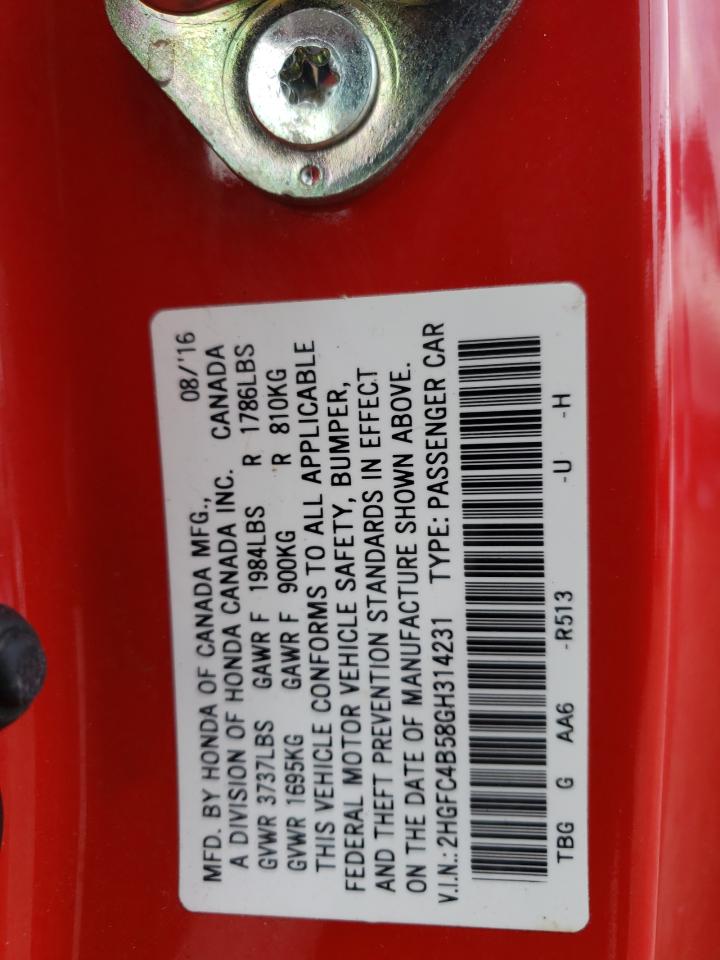 MFD. BY HONDA OF CANADA MFG., 08/'16
A DIVISION OF HONDA CANADA INC. CANADA
GVWR 3737LBS GAWR F 1984LBS R 1786LBS
GVWR 1695KG GAWR F 900KG R 810KG
THIS VEHICLE CONFORMS TO ALL APPLICABLE
FEDERAL MOTOR VEHICLE SAFETY, BUMPER,
AND THEFT PREVENTION STANDARDS IN EFFECT
ON THE DATE OF MANUFACTURE SHOWN ABOVE.
V.I.N.: 2HGFC4B58GH314231 TYPE: PASSENGER CAR
TBG G AA6 -R513 -U -H